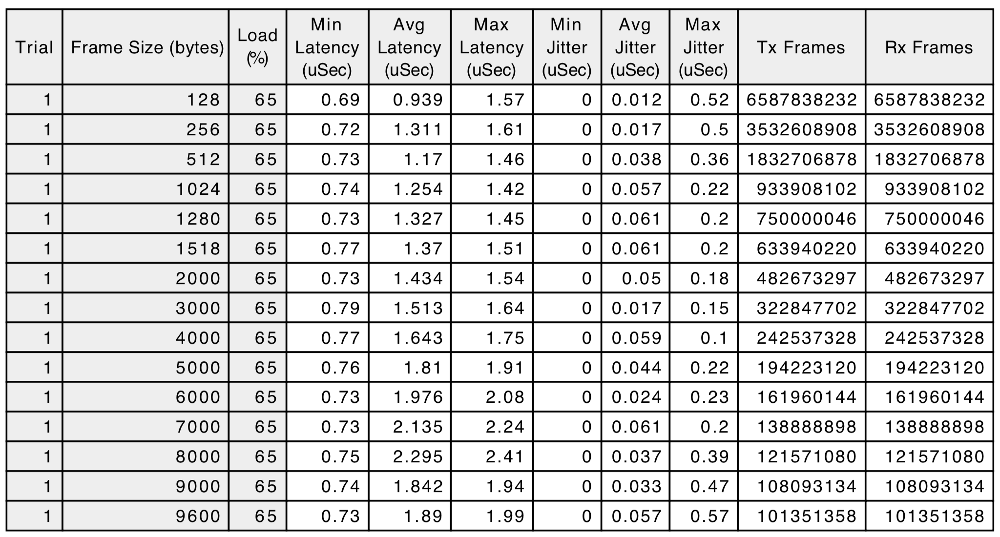 Trial Frame Size (bytes) Load (%) Min Latency (uSec) Avg Latency (uSec) Max Latency (uSec) Min Jitter (uSec) Avg Jitter (uSec) Max Jitter (uSec) Tx Frames Rx Frames
1 128 65 0.69 0.939 1.57 0 0.012 0.52 6587838232 6587838232
1 256 65 0.72 1.311 1.61 0 0.017 0.5 3532608908 3532608908
1 512 65 0.73 1.17 1.46 0 0.038 0.36 1832706878 1832706878
1 1024 65 0.74 1.254 1.42 0 0.057 0.22 933908102 933908102
1 1280 65 0.73 1.327 1.45 0 0.061 0.2 750000046 750000046
1 1518 65 0.77 1.37 1.51 0 0.061 0.2 633940220 633940220
1 2000 65 0.73 1.434 1.54 0 0.05 0.18 482673297 482673297
1 3000 65 0.79 1.513 1.64 0 0.017 0.15 322847702 322847702
1 4000 65 0.77 1.643 1.75 0 0.059 0.1 242537328 242537328
1 5000 65 0.76 1.81 1.91 0 0.044 0.22 194223120 194223120
1 6000 65 0.73 1.976 2.08 0 0.024 0.23 161960144 161960144
1 7000 65 0.73 2.135 2.24 0 0.061 0.2 138888898 138888898
1 8000 65 0.75 2.295 2.41 0 0.037 0.39 121571080 121571080
1 9000 65 0.74 1.842 1.94 0 0.033 0.47 108093134 108093134
1 9600 65 0.73 1.89 1.99 0 0.057 0.57 101351358 101351358